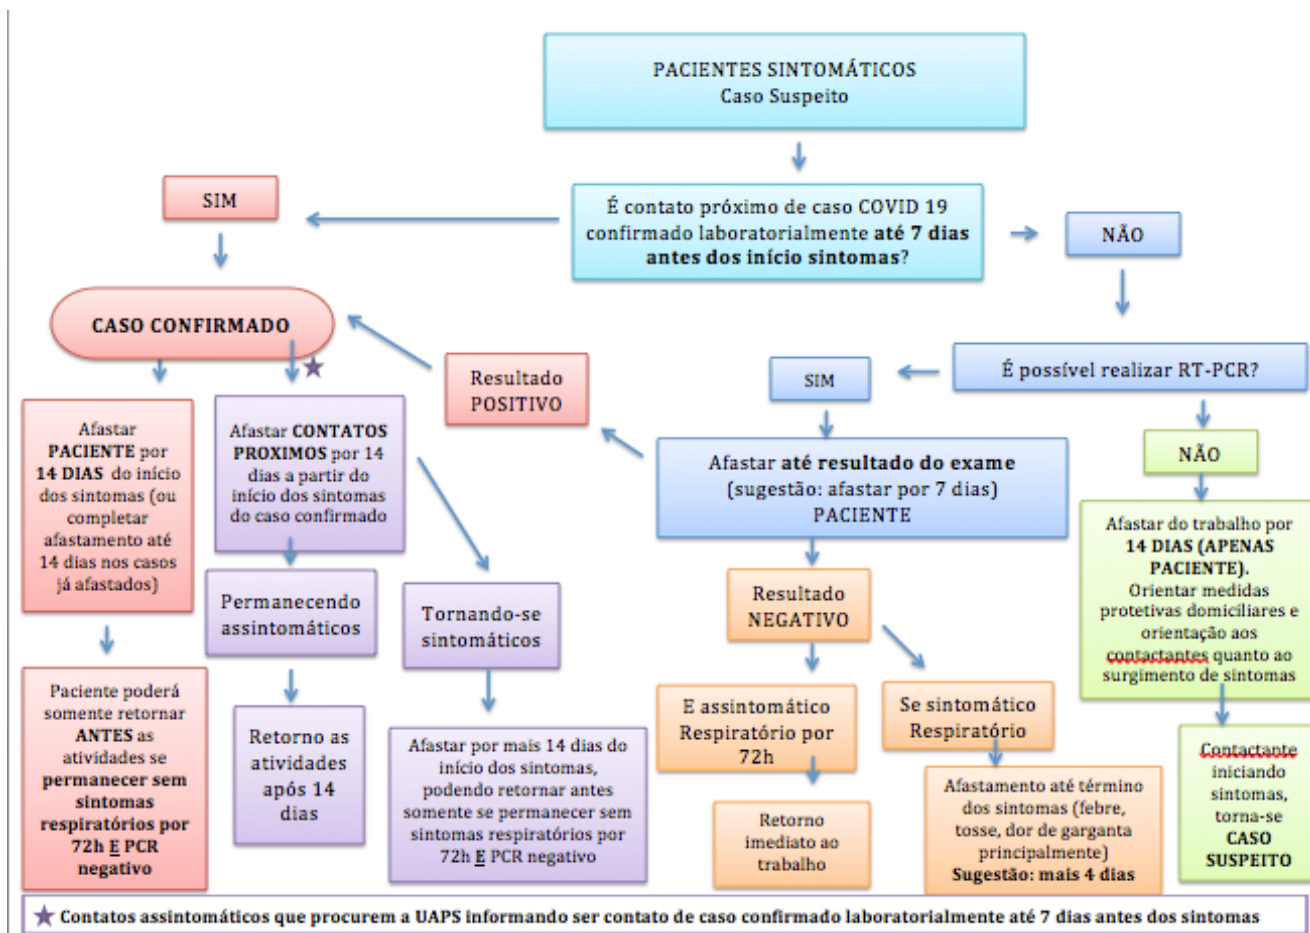 PACIENTES SINTOMÁTICOS
Caso Suspeito
É contato próximo de caso COVID 19
confirmado laboratorialmente até 7 dias
antes dos início sintomas?
SIM
NÃO
CASO CONFIRMADO
É possível realizar RT-PCR?
SIM
NÃO
Resultado
POSITIVO
Afastar
PACIENTE por
14 DIAS do início
dos sintomas (ou
completar
afastamento até
14 dias nos casos
já afastados)
Afastar CONTATOS
PROXIMOS por 14
dias a partir do
início dos sintomas
do caso confirmado
Afastar até resultado do exame
(sugestão: afastar por 7 dias)
PACIENTE
Afastar do trabalho por
14 DIAS (APENAS
PACIENTE).
Orientar medidas
protetivas domiciliares e
orientação aos
contactantes quanto ao
surgimento de sintomas
Permanecendo
assintomáticos
Tornando-se
sintomáticos
Resultado
NEGATIVO
Paciente poderá
somente retornar
ANTES as
atividades se
permanecer sem
sintomas
respiratórios por
72h E PCR
negativo
Retorno as
atividades
após 14
dias
Afastar por mais 14 dias do
início dos sintomas,
podendo retornar antes
somente se permanecer sem
sintomas respiratórios por
72h E PCR negativo
E assintomático
Respiratório por
72h
Se sintomático
Respiratório
Retorno
imediato ao
trabalho
Afastamento até término
dos sintomas (febre,
tosse, dor de garganta
principalmente)
Sugestão: mais 4 dias
Contactante
iniciando
sintomas,
torna-se
CASO
SUSPEITO
★ Contatos assintomáticos que procurem a UAPS informando ser contato de caso confirmado laboratorialmente até 7 dias antes dos sintomas